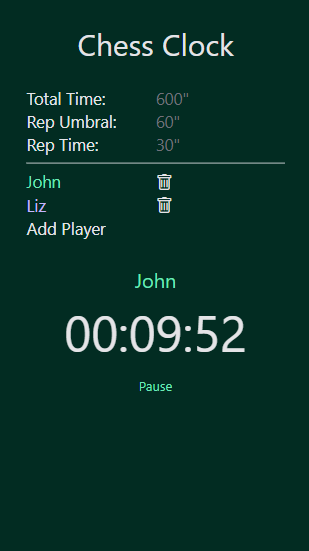 Chess Clock
Total Time: 600"
Rep Umbral: 60"
Rep Time: 30"
John
Liz
Add Player
John
00:09:52
Pause